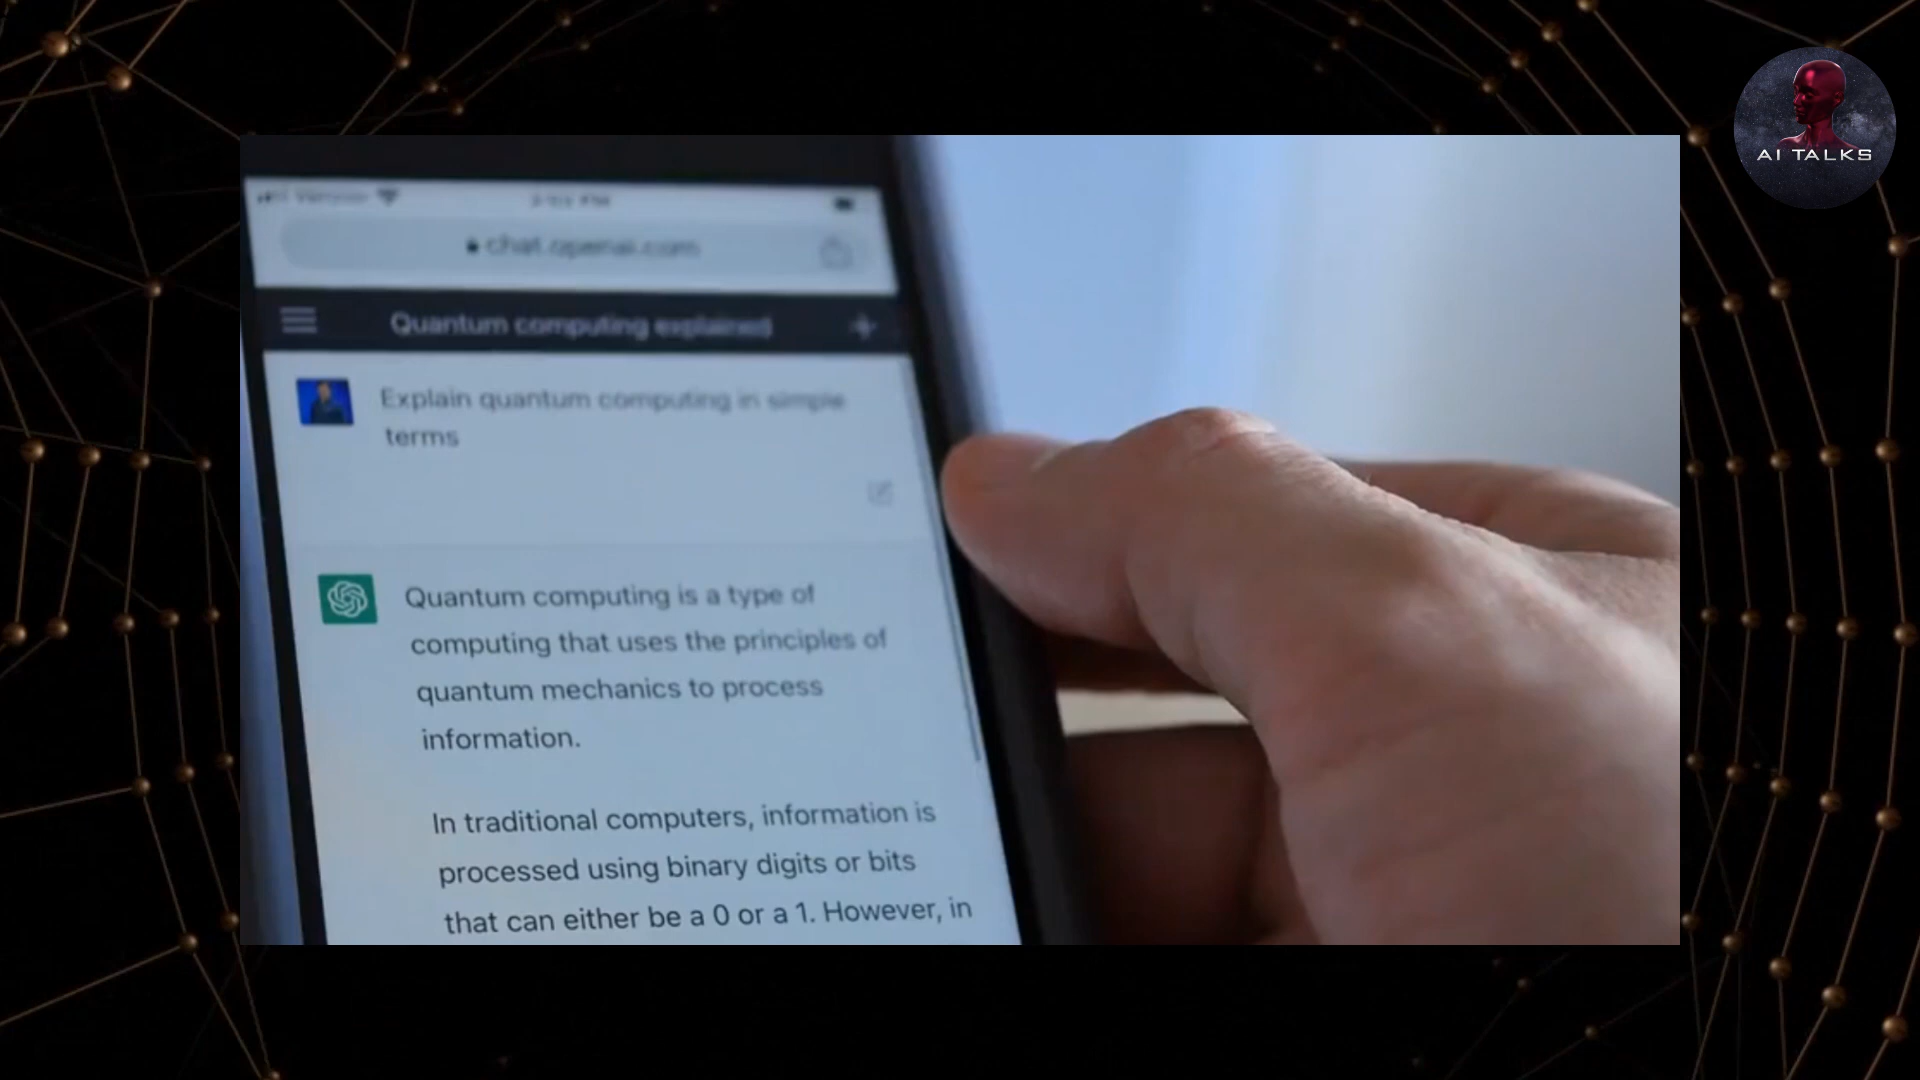 AI TALKS
chat.openai.com
Quantum computing explained
Explain quantum computing in simple
terms
Quantum computing is a type of
computing that uses the principles of
quantum mechanics to process
information.
In traditional computers, information is
processed using binary digits or bits
that can either be a 0 or a 1. However, in